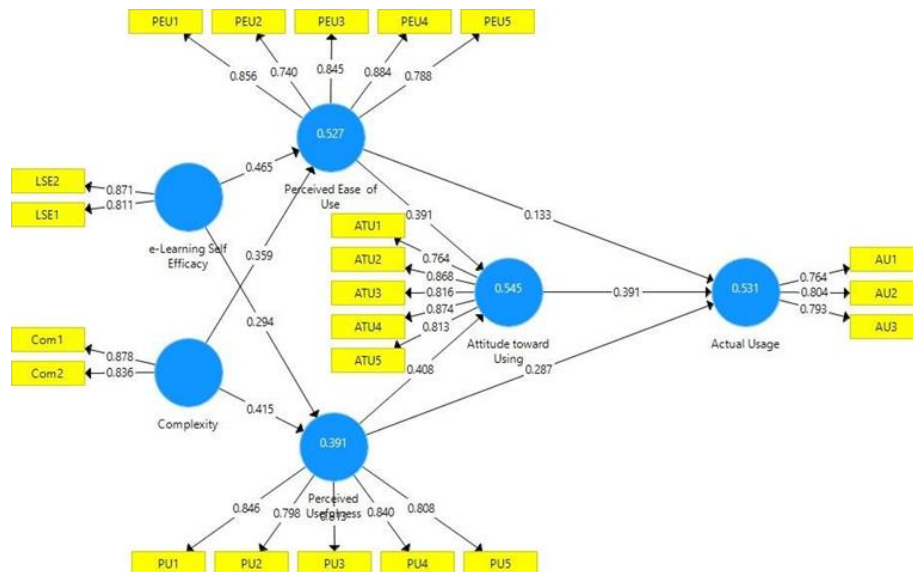 PEU1 PEU2 PEU3 PEU4 PEU5
0.856 0.740 0.845 0.884 0.788
0.527
Perceived Ease of
Use
LSE2
LSE1
0.871
0.811
e-Learning Self
Efficacy
0.465
0.359
0.294
0.391
0.133
ATU1
ATU2
ATU3
ATU4
ATU5
0.764
0.868
0.816
0.874
0.813
0.545
Attitude toward
Using
0.391
0.531
Actual Usage
0.764
0.804
0.793
AU1
AU2
AU3
Com1
Com2
0.878
0.836
Complexity
0.415
0.408
0.287
0.391
Perceived
Usefulness
0.846 0.798 0.813 0.840 0.808
PU1 PU2 PU3 PU4 PU5